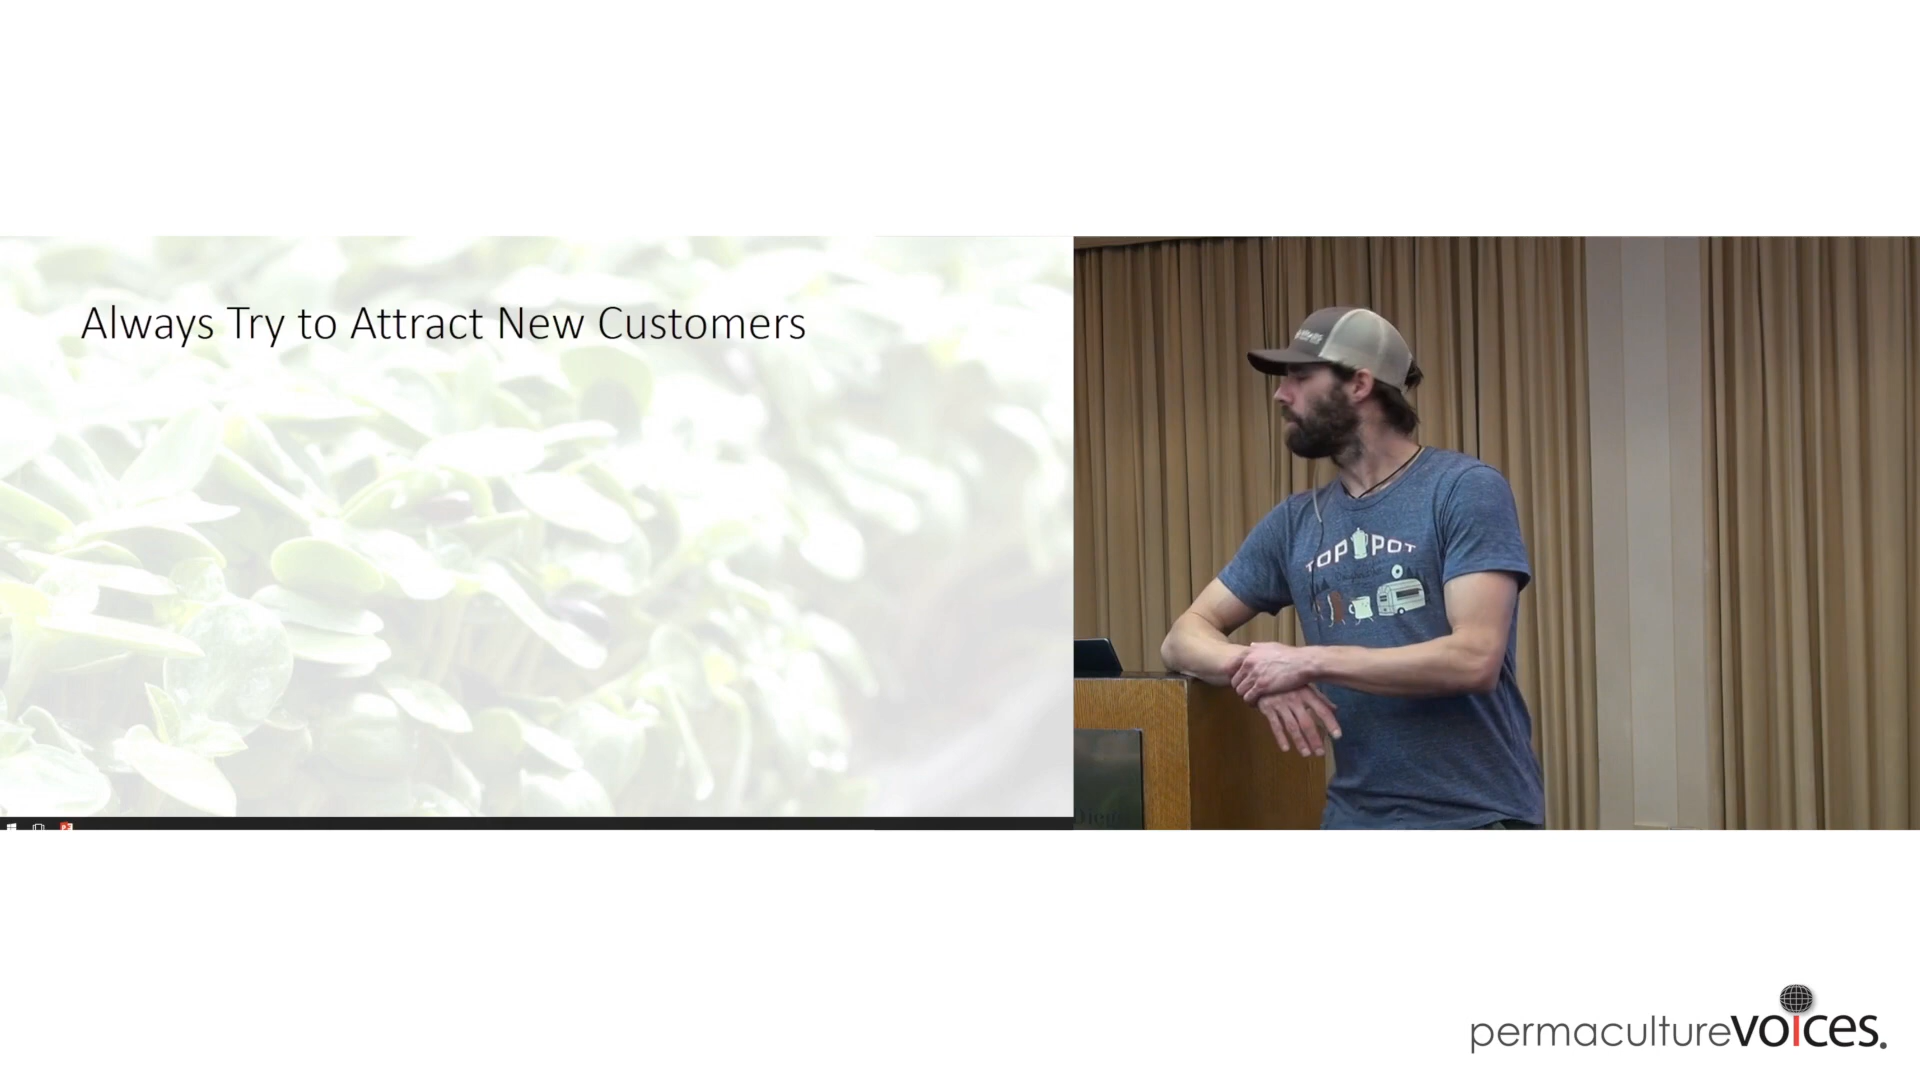 Always Try to Attract New Customers
TOP POT
permaculturevoices.